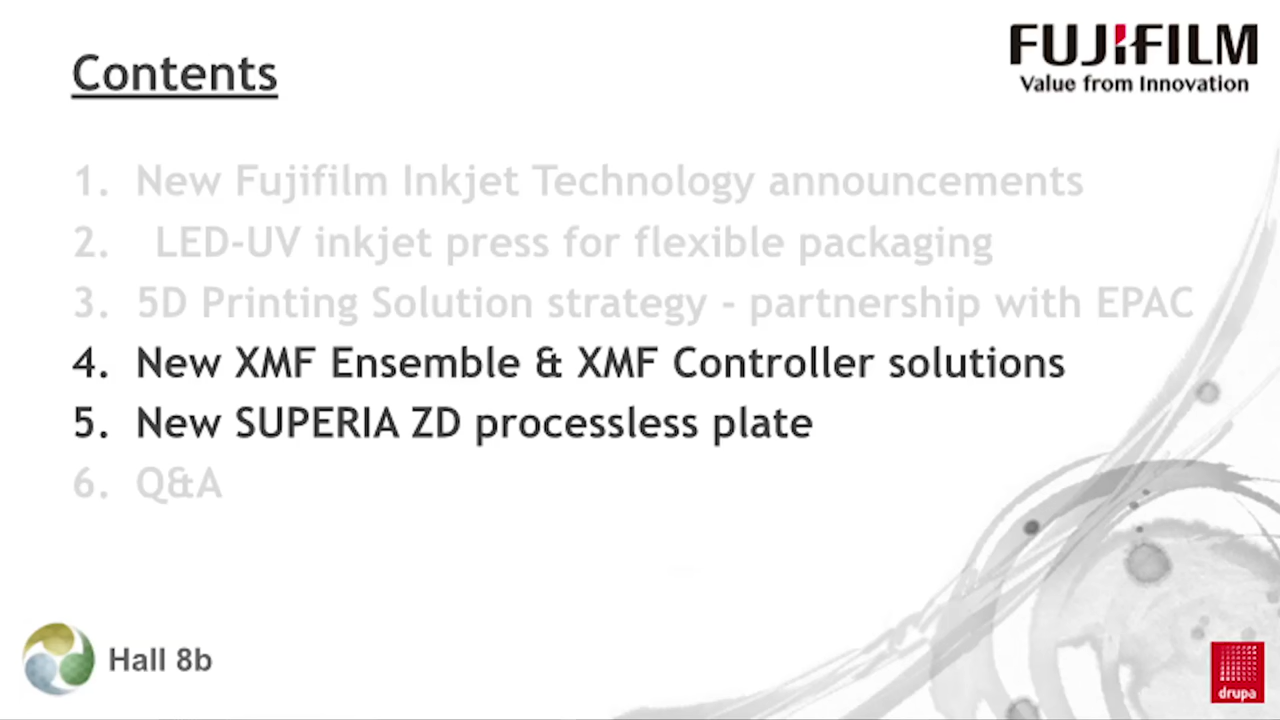 Contents
FUJIFILM
Value from Innovation
1. New Fujifilm Inkjet Technology announcements
2. LED-UV inkjet press for flexible packaging
3. 5D Printing Solution strategy - partnership with EPAC
4. New XMF Ensemble & XMF Controller solutions
5. New SUPERIA ZD processless plate
6. Q&A
Hall 8b
drupa